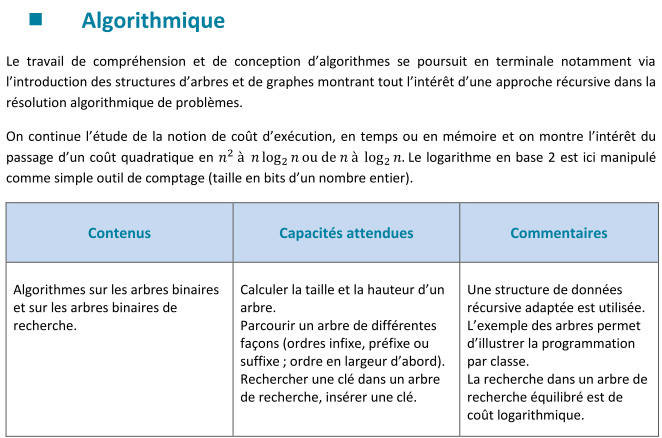 Algorithmique
Le travail de compréhension et de conception d’algorithmes se poursuit en terminale notamment via
l’introduction des structures d’arbres et de graphes montrant tout l’intérêt d’une approche récursive dans la
résolution algorithmique de problèmes.
On continue l’étude de la notion de coût d’exécution, en temps ou en mémoire et on montre l’intérêt du
passage d’un coût quadratique en n² à n log₂ n ou de n à log₂ n. Le logarithme en base 2 est ici manipulé
comme simple outil de comptage (taille en bits d’un nombre entier).
Contenus
Capacités attendues
Commentaires
Algorithmes sur les arbres binaires
et sur les arbres binaires de
recherche.
Calculer la taille et la hauteur d’un
arbre.
Parcourir un arbre de différentes
façons (ordres infixe, préfixe ou
suffixe ; ordre en largeur d’abord).
Rechercher une clé dans un arbre
de recherche, insérer une clé.
Une structure de données
récursive adaptée est utilisée.
L’exemple des arbres permet
d’illustrer la programmation
par classe.
La recherche dans un arbre de
recherche équilibré est de
coût logarithmique.